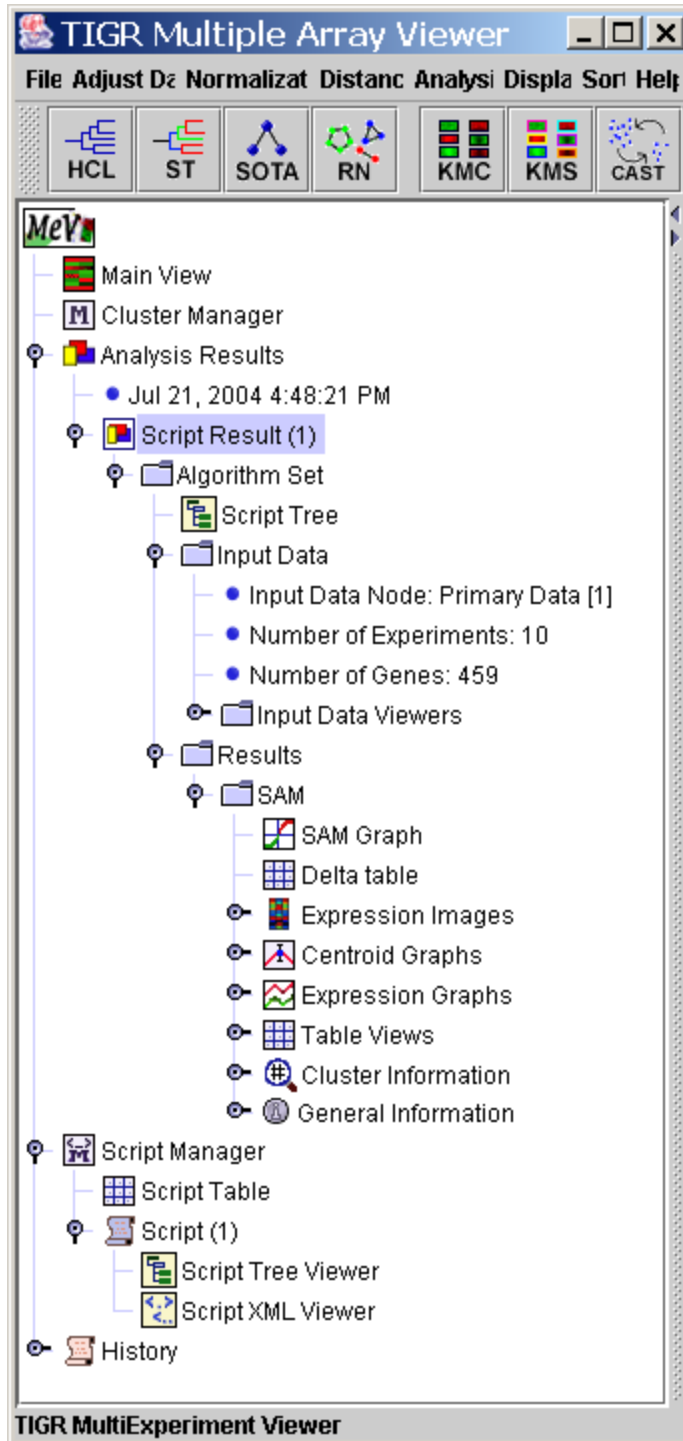 TIGR Multiple Array Viewer
File Adjust Da Normalizat Distanc Analysi Displa Sort Help
HCL ST SOTA RN KMC KMS CAST
MeV
Main View
M Cluster Manager
Analysis Results
Jul 21, 2004 4:48:21 PM
Script Result (1)
Algorithm Set
Script Tree
Input Data
Input Data Node: Primary Data [1]
Number of Experiments: 10
Number of Genes: 459
Input Data Viewers
Results
SAM
SAM Graph
Delta table
Expression Images
Centroid Graphs
Expression Graphs
Table Views
# Cluster Information
General Information
M Script Manager
Script Table
Script (1)
Script Tree Viewer
Script XML Viewer
History
TIGR MultiExperiment Viewer